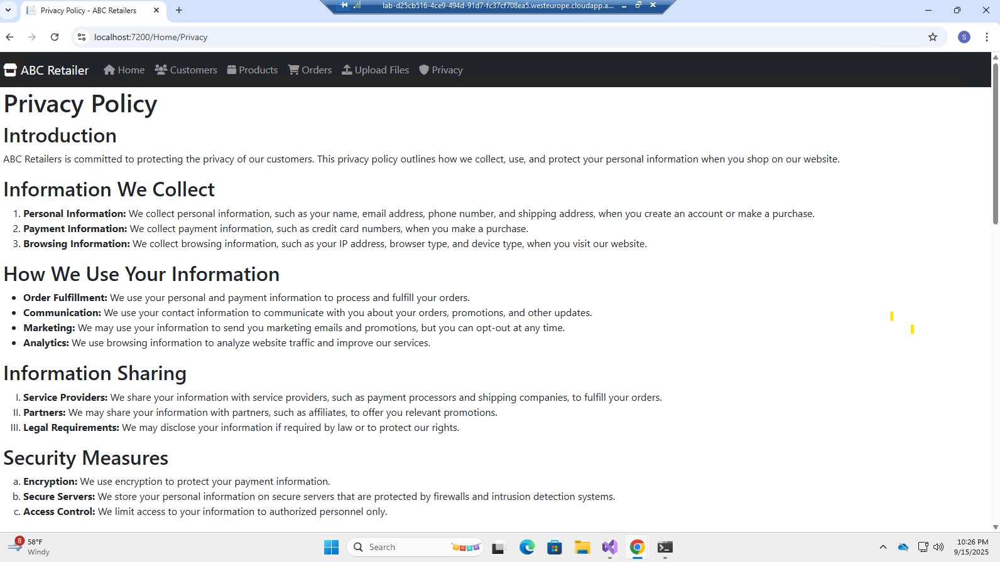 Privacy Policy - ABC Retailers
lab-d25cb516-4ce9-494d-91d7-fc37cf708ea5.westeurope.cloudapp.a...
localhost:7200/Home/Privacy
S
ABC Retailer Home Customers Products Orders Upload Files Privacy
Privacy Policy
Introduction
ABC Retailers is committed to protecting the privacy of our customers. This privacy policy outlines how we collect, use, and protect your personal information when you shop on our website.
Information We Collect
1. Personal Information: We collect personal information, such as your name, email address, phone number, and shipping address, when you create an account or make a purchase.
2. Payment Information: We collect payment information, such as credit card numbers, when you make a purchase.
3. Browsing Information: We collect browsing information, such as your IP address, browser type, and device type, when you visit our website.
How We Use Your Information
• Order Fulfillment: We use your personal and payment information to process and fulfill your orders.
• Communication: We use your contact information to communicate with you about your orders, promotions, and other updates.
• Marketing: We may use your information to send you marketing emails and promotions, but you can opt-out at any time.
• Analytics: We use browsing information to analyze website traffic and improve our services.
Information Sharing
I. Service Providers: We share your information with service providers, such as payment processors and shipping companies, to fulfill your orders.
II. Partners: We may share your information with partners, such as affiliates, to offer you relevant promotions.
III. Legal Requirements: We may disclose your information if required by law or to protect our rights.
Security Measures
a. Encryption: We use encryption to protect your payment information.
b. Secure Servers: We store your personal information on secure servers that are protected by firewalls and intrusion detection systems.
c. Access Control: We limit access to your information to authorized personnel only.
8
58°F
Windy
Search
10:26 PM
9/15/2025